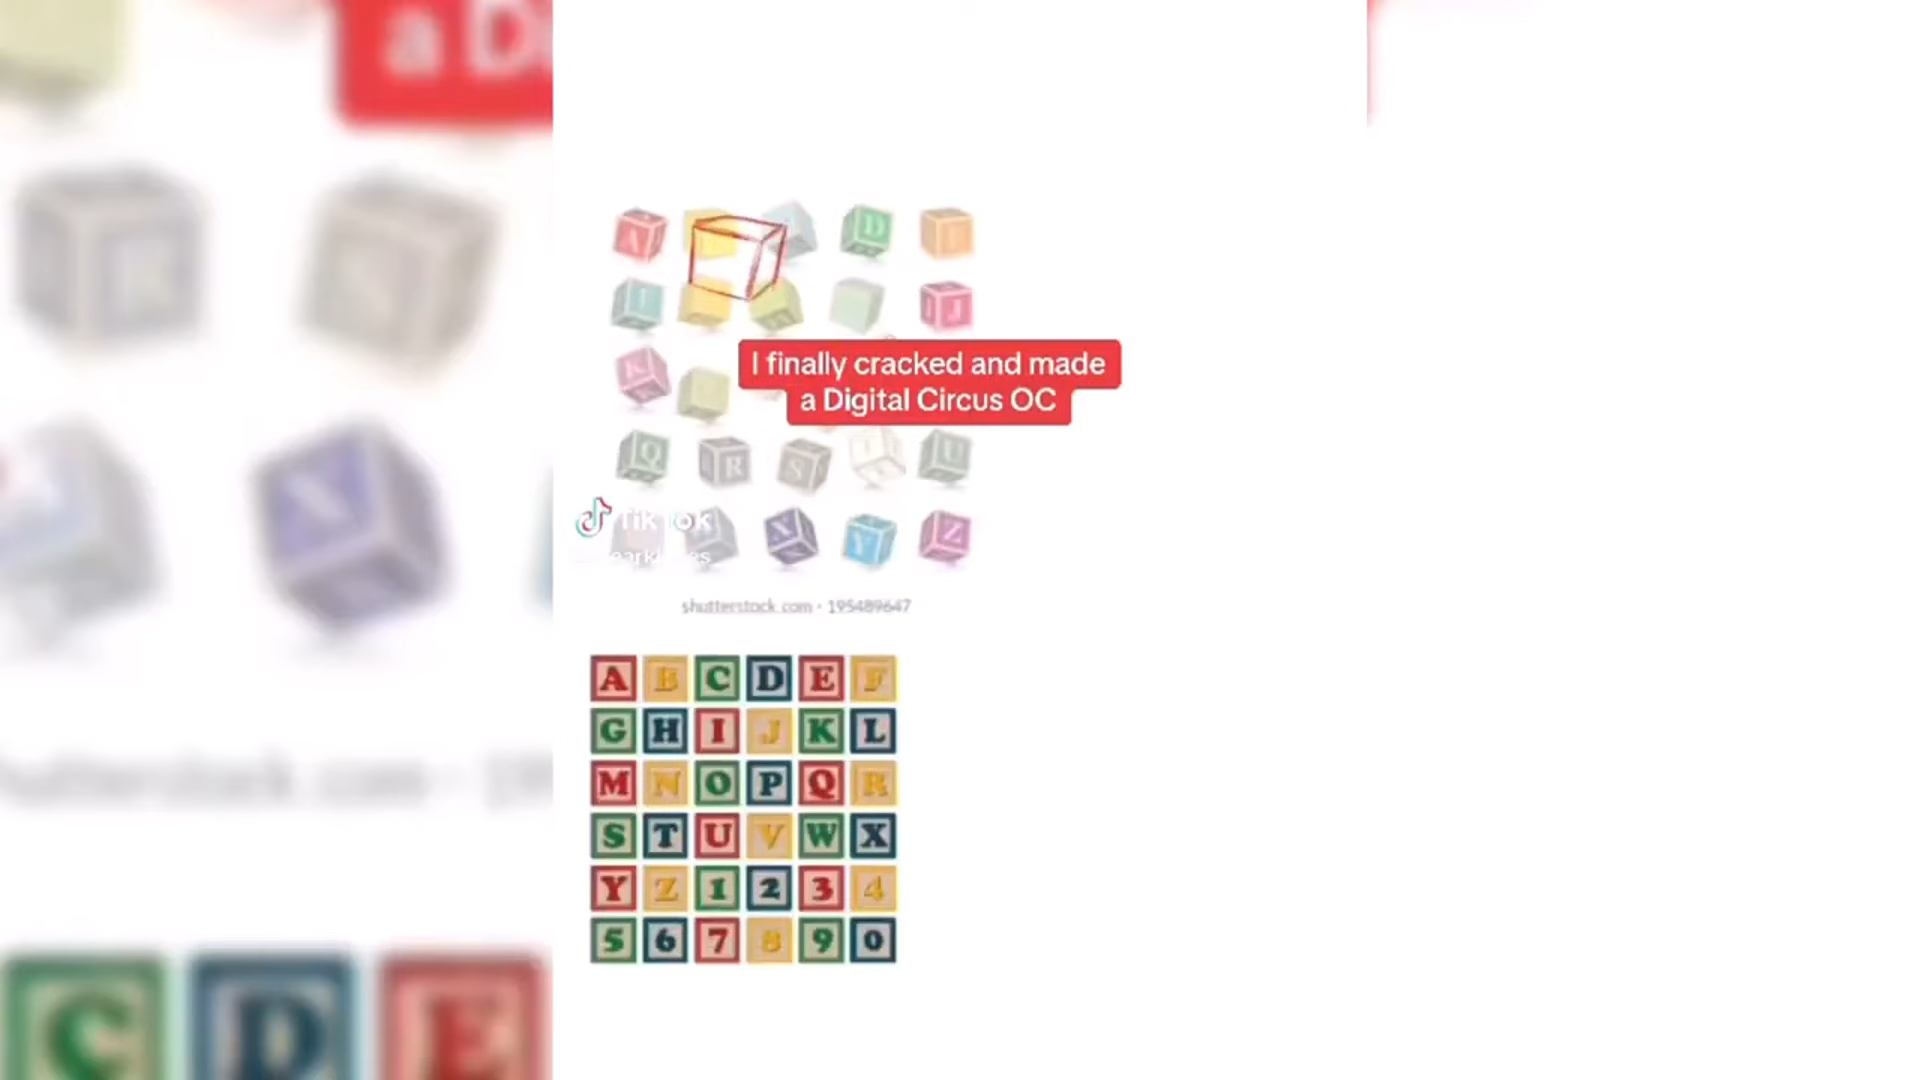 a D
A D
I J
I finally cracked and made
a Digital Circus OC
K
Q R S U
TikTok
X Y Z
shutterstock.com · 195489647
A B C D E F
G H I J K L
M N O P Q R
S T U V W X
Y Z 1 2 3 4
5 6 7 8 9 0
C D E